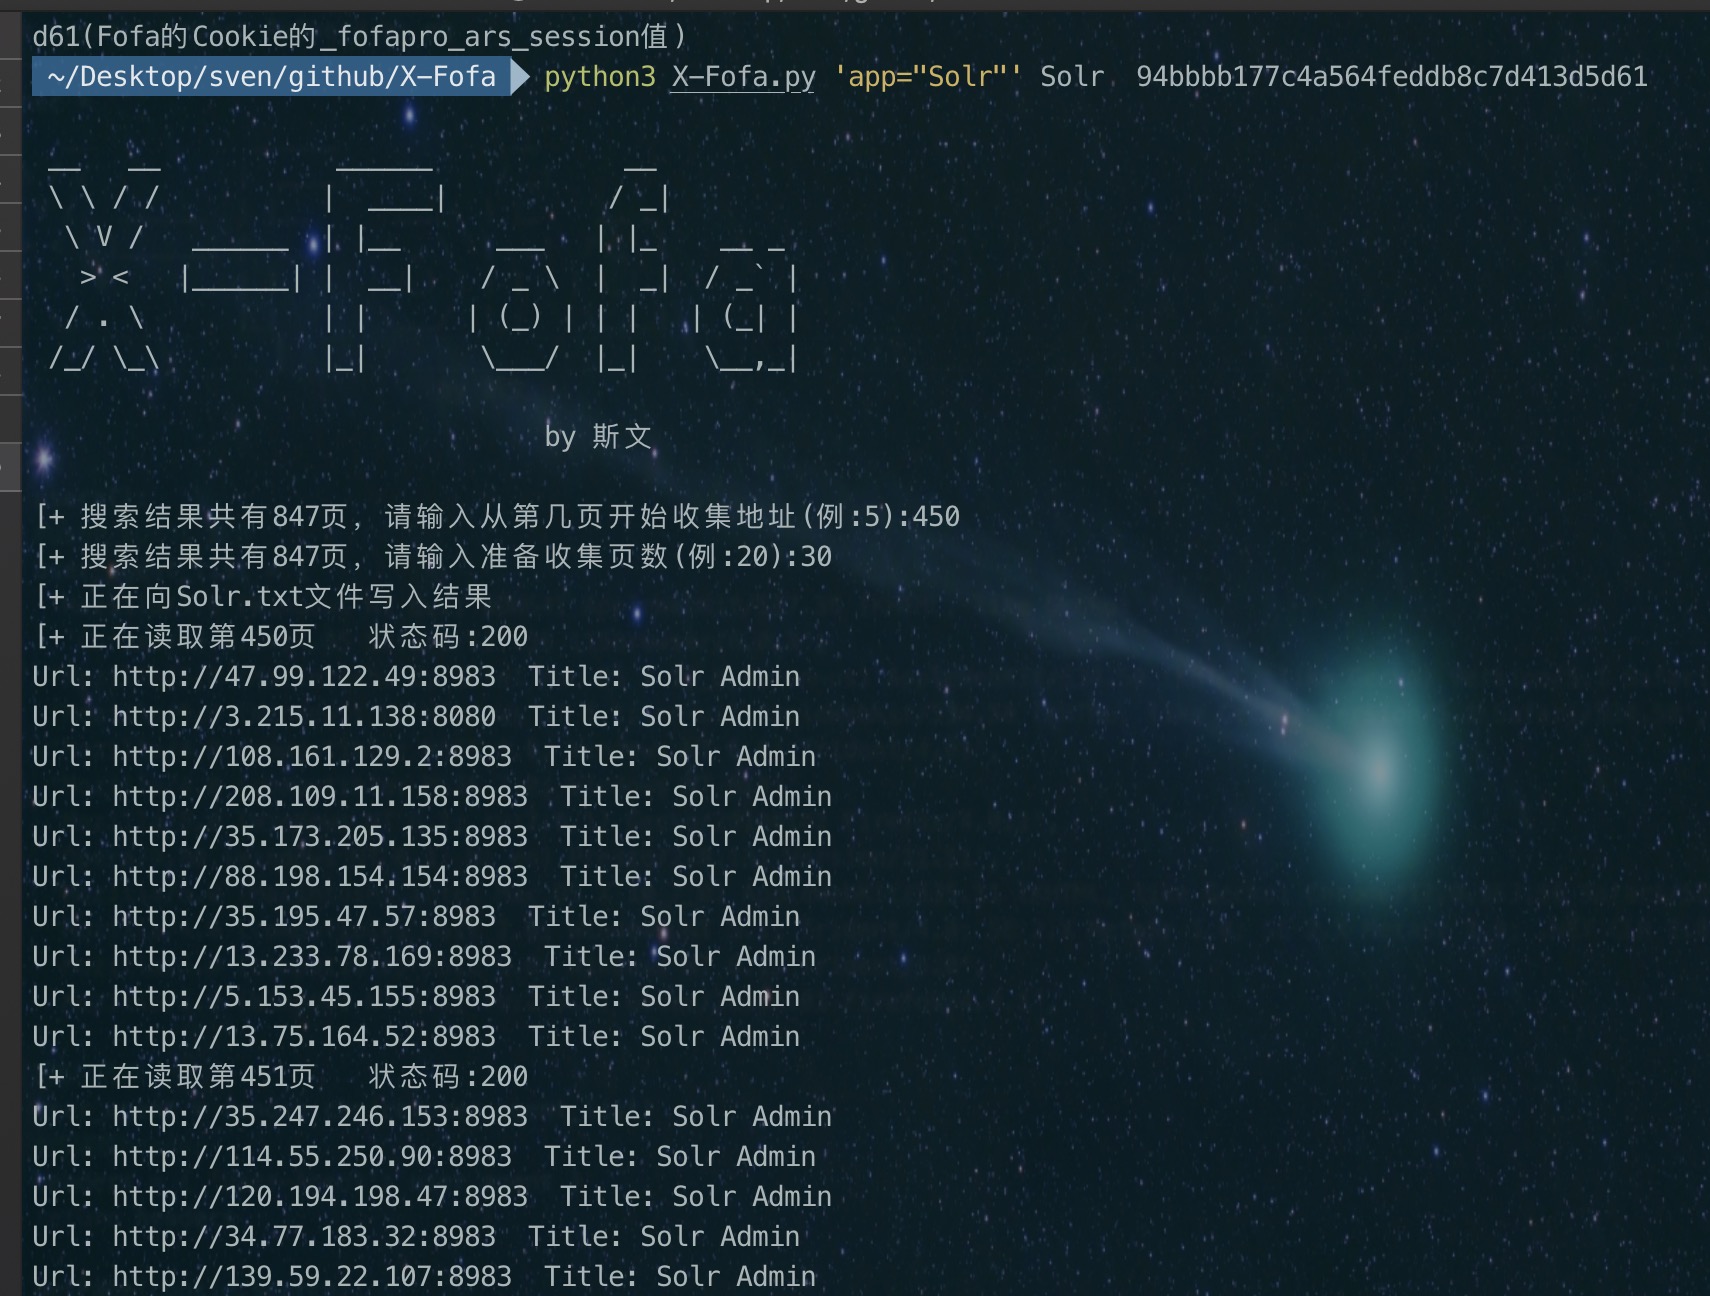 d61(Fofa的Cookie的_fofapro_ars_session值)
~/Desktop/sven/github/X-Fofa python3 X-Fofa.py 'app="Solr"' Solr 94bbbb177c4a564feddb8c7d413d5d61
X-Fofa
by 斯文
[+ 搜索结果共有847页, 请输入从第几页开始收集地址(例:5):450
[+ 搜索结果共有847页, 请输入准备收集页数(例:20):30
[+ 正在向Solr.txt文件写入结果
[+ 正在读取第450页 状态码:200
Url: http://47.99.122.49:8983 Title: Solr Admin
Url: http://3.215.11.138:8080 Title: Solr Admin
Url: http://108.161.129.2:8983 Title: Solr Admin
Url: http://208.109.11.158:8983 Title: Solr Admin
Url: http://35.173.205.135:8983 Title: Solr Admin
Url: http://88.198.154.154:8983 Title: Solr Admin
Url: http://35.195.47.57:8983 Title: Solr Admin
Url: http://13.233.78.169:8983 Title: Solr Admin
Url: http://5.153.45.155:8983 Title: Solr Admin
Url: http://13.75.164.52:8983 Title: Solr Admin
[+ 正在读取第451页 状态码:200
Url: http://35.247.246.153:8983 Title: Solr Admin
Url: http://114.55.250.90:8983 Title: Solr Admin
Url: http://120.194.198.47:8983 Title: Solr Admin
Url: http://34.77.183.32:8983 Title: Solr Admin
Url: http://139.59.22.107:8983 Title: Solr Admin